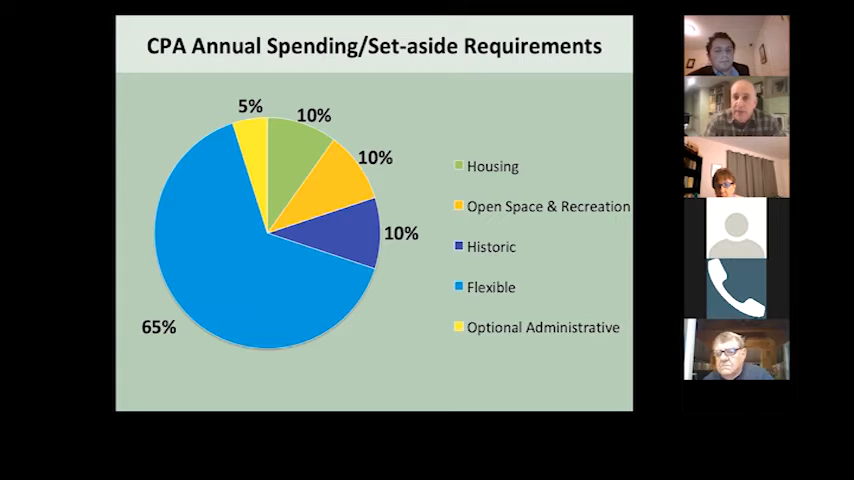 CPA Annual Spending/Set-aside Requirements
5%
10%
10%
10%
65%
Housing
Open Space & Recreation
Historic
Flexible
Optional Administrative